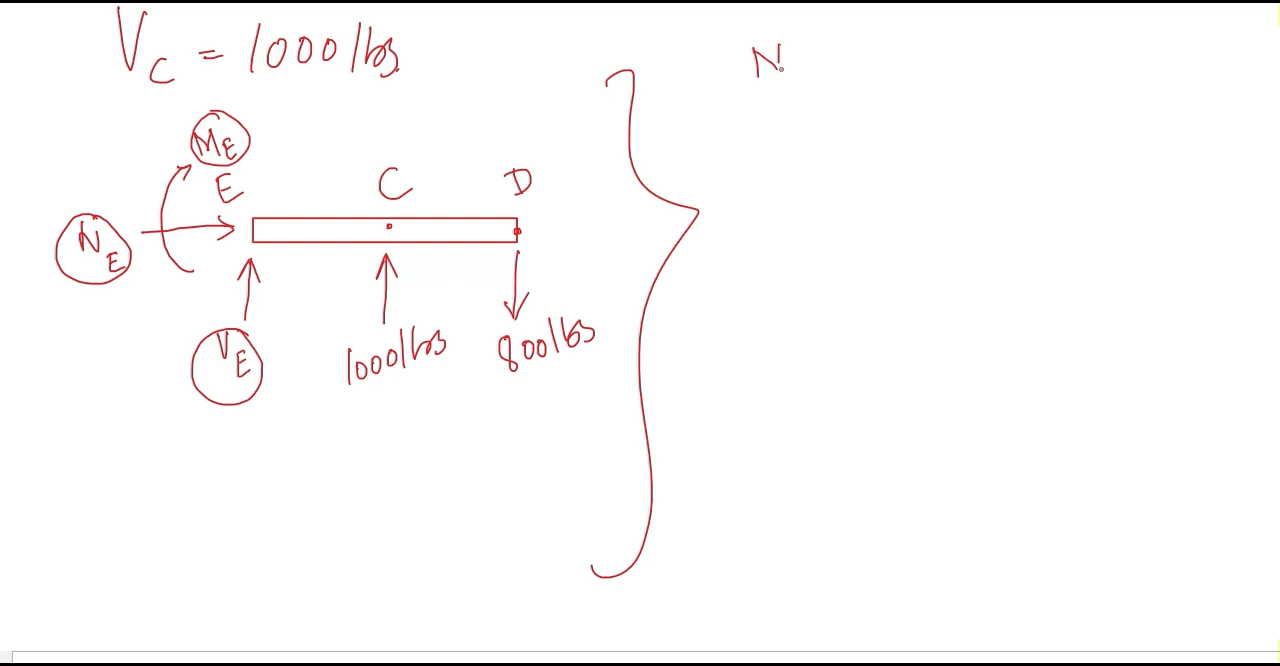 V_C = 1000 lbs
M_E
E C D
N_E
V_E 1000 lbs 800 lbs
N